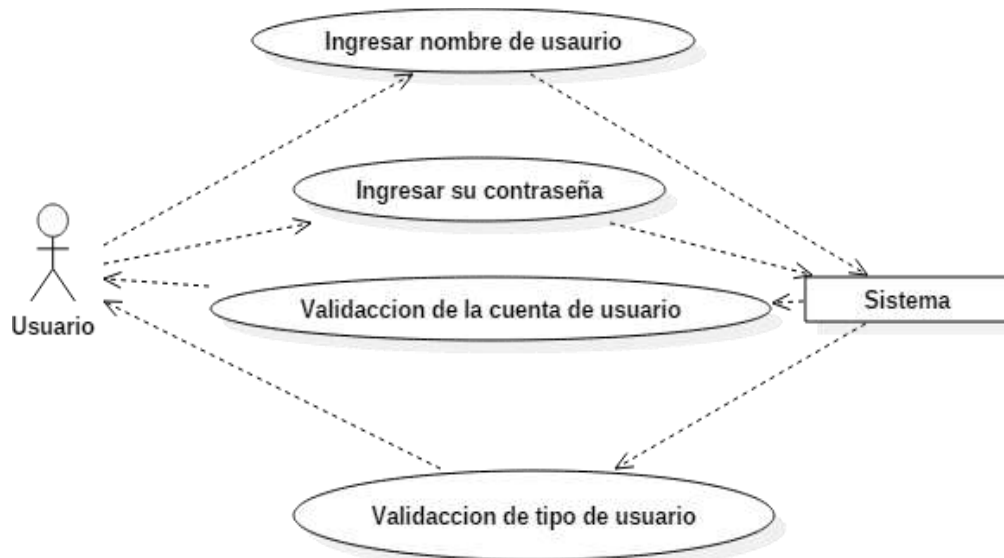 Ingresar nombre de usaurio
Ingresar su contraseña
Usuario
Validaccion de la cuenta de usuario
Sistema
Validaccion de tipo de usuario